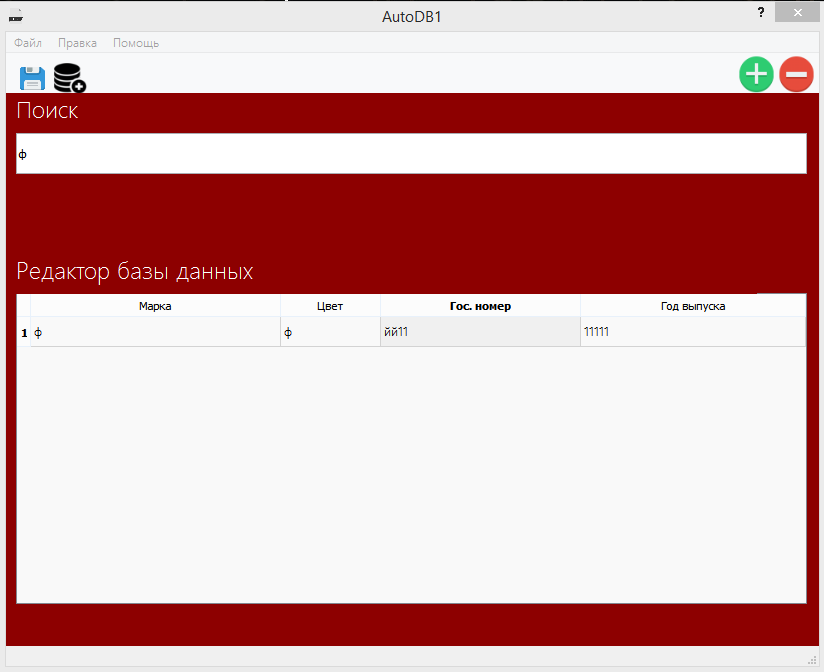 AutoDB1
?
Файл Правка Помощь
Поиск
ф
Редактор базы данных
Марка Цвет Гос. номер Год выпуска
1 ф ф йй11 11111